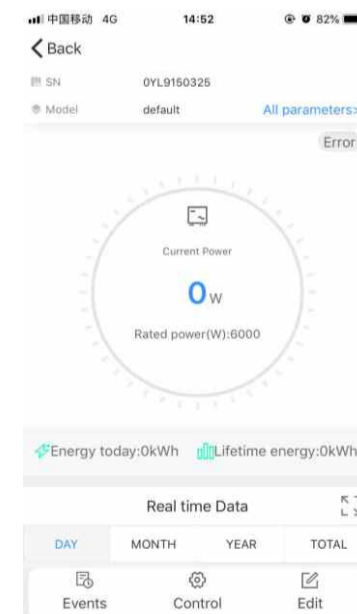 中国移动 4G 14:52 82%
Back
SN 0YL9150325
Model default All parameters>
Error
Current Power
0 W
Rated power(W):6000
Energy today:0kWh Lifetime energy:0kWh
Real time Data
DAY MONTH YEAR TOTAL
Events Control Edit